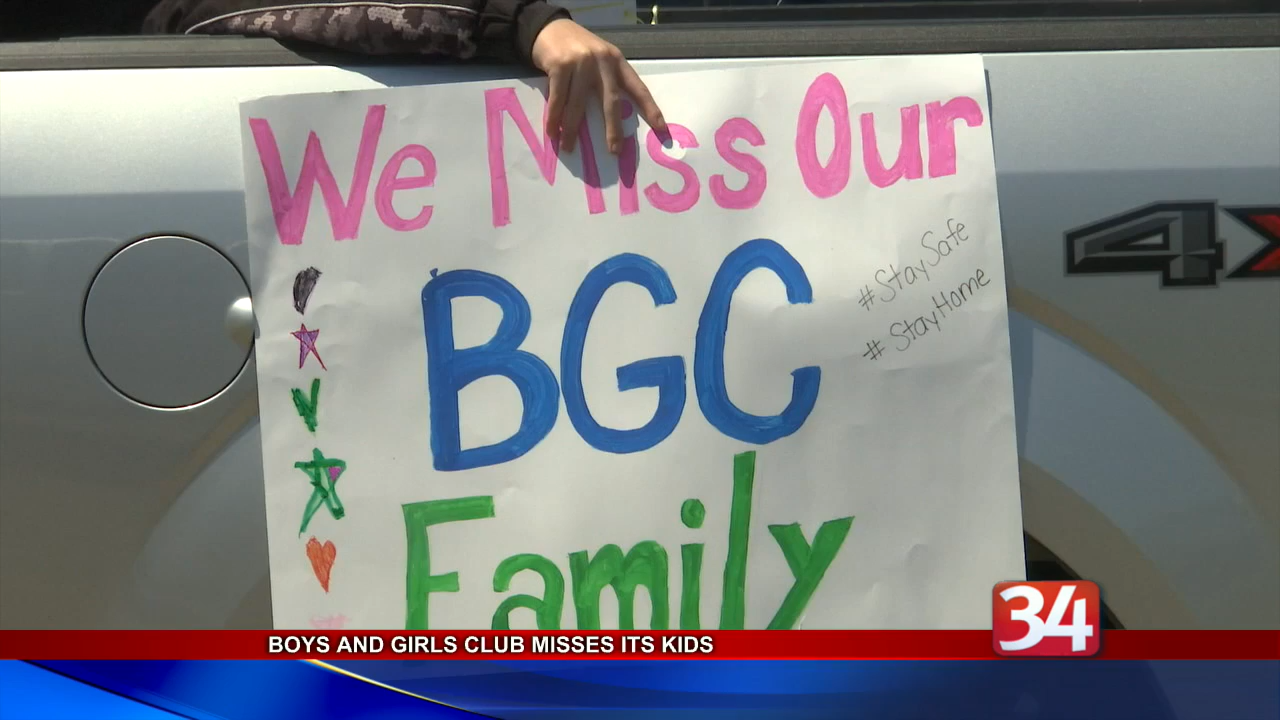 We Miss Our
BGC
Family
#StaySafe
#StayHome
4X
34
BOYS AND GIRLS CLUB MISSES ITS KIDS